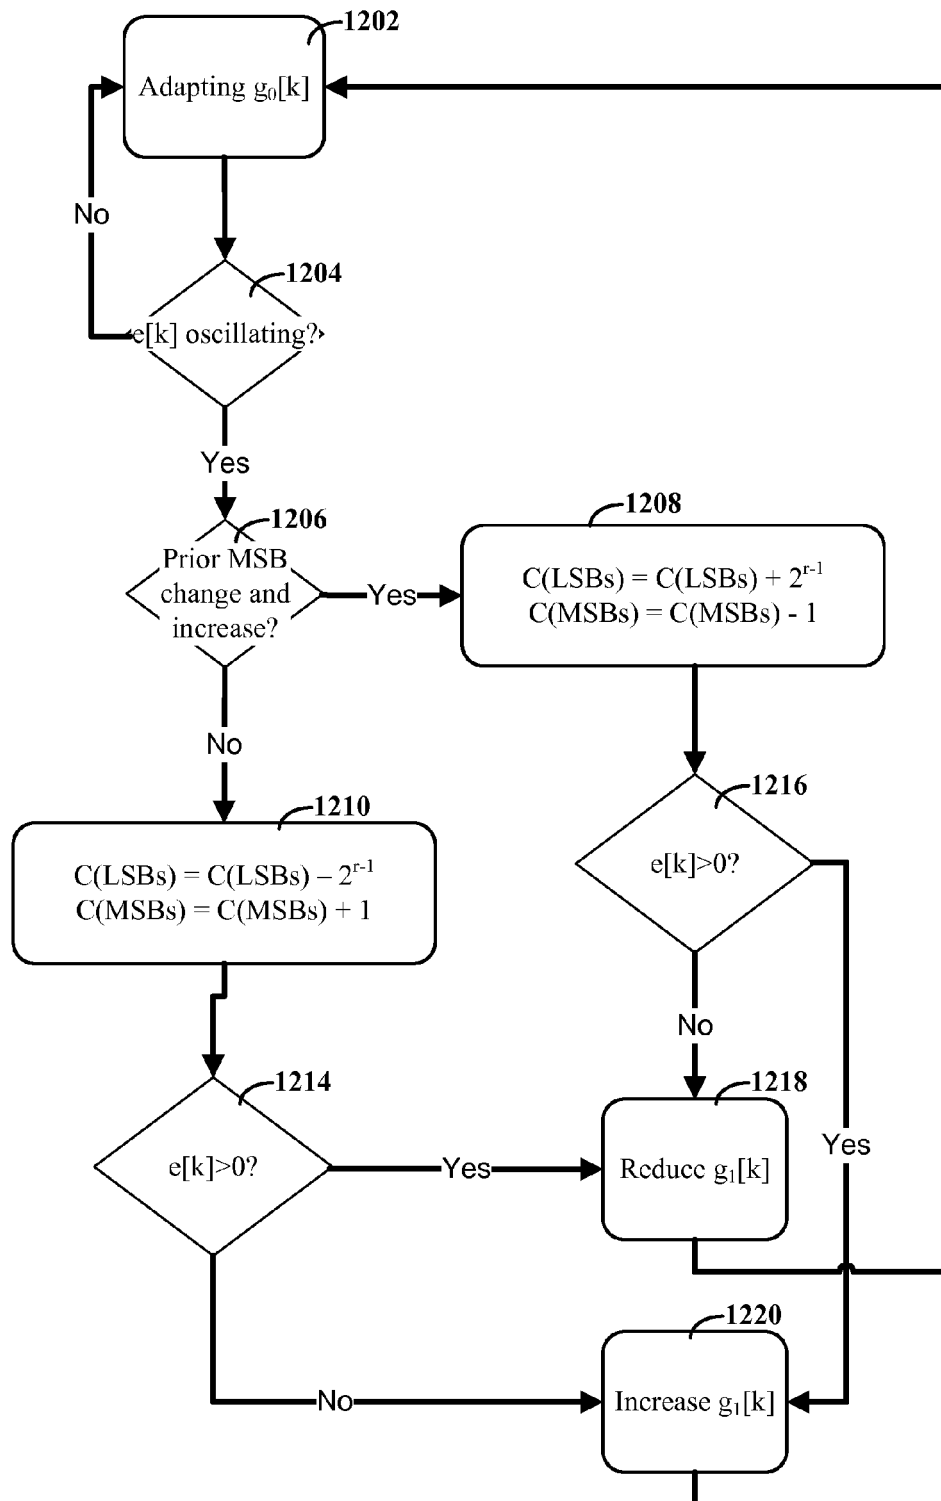 1202
Adapting g₀[k]
No
1204
e[k] oscillating?
Yes
1206
Prior MSB
change and
increase?
Yes
1208
C(LSBs) = C(LSBs) + 2^{r-1}
C(MSBs) = C(MSBs) - 1
No
1210
C(LSBs) = C(LSBs) – 2^{r-1}
C(MSBs) = C(MSBs) + 1
1216
e[k]>0?
No
Yes
1214
e[k]>0?
Yes
1218
Reduce g₁[k]
No
1220
Increase g₁[k]